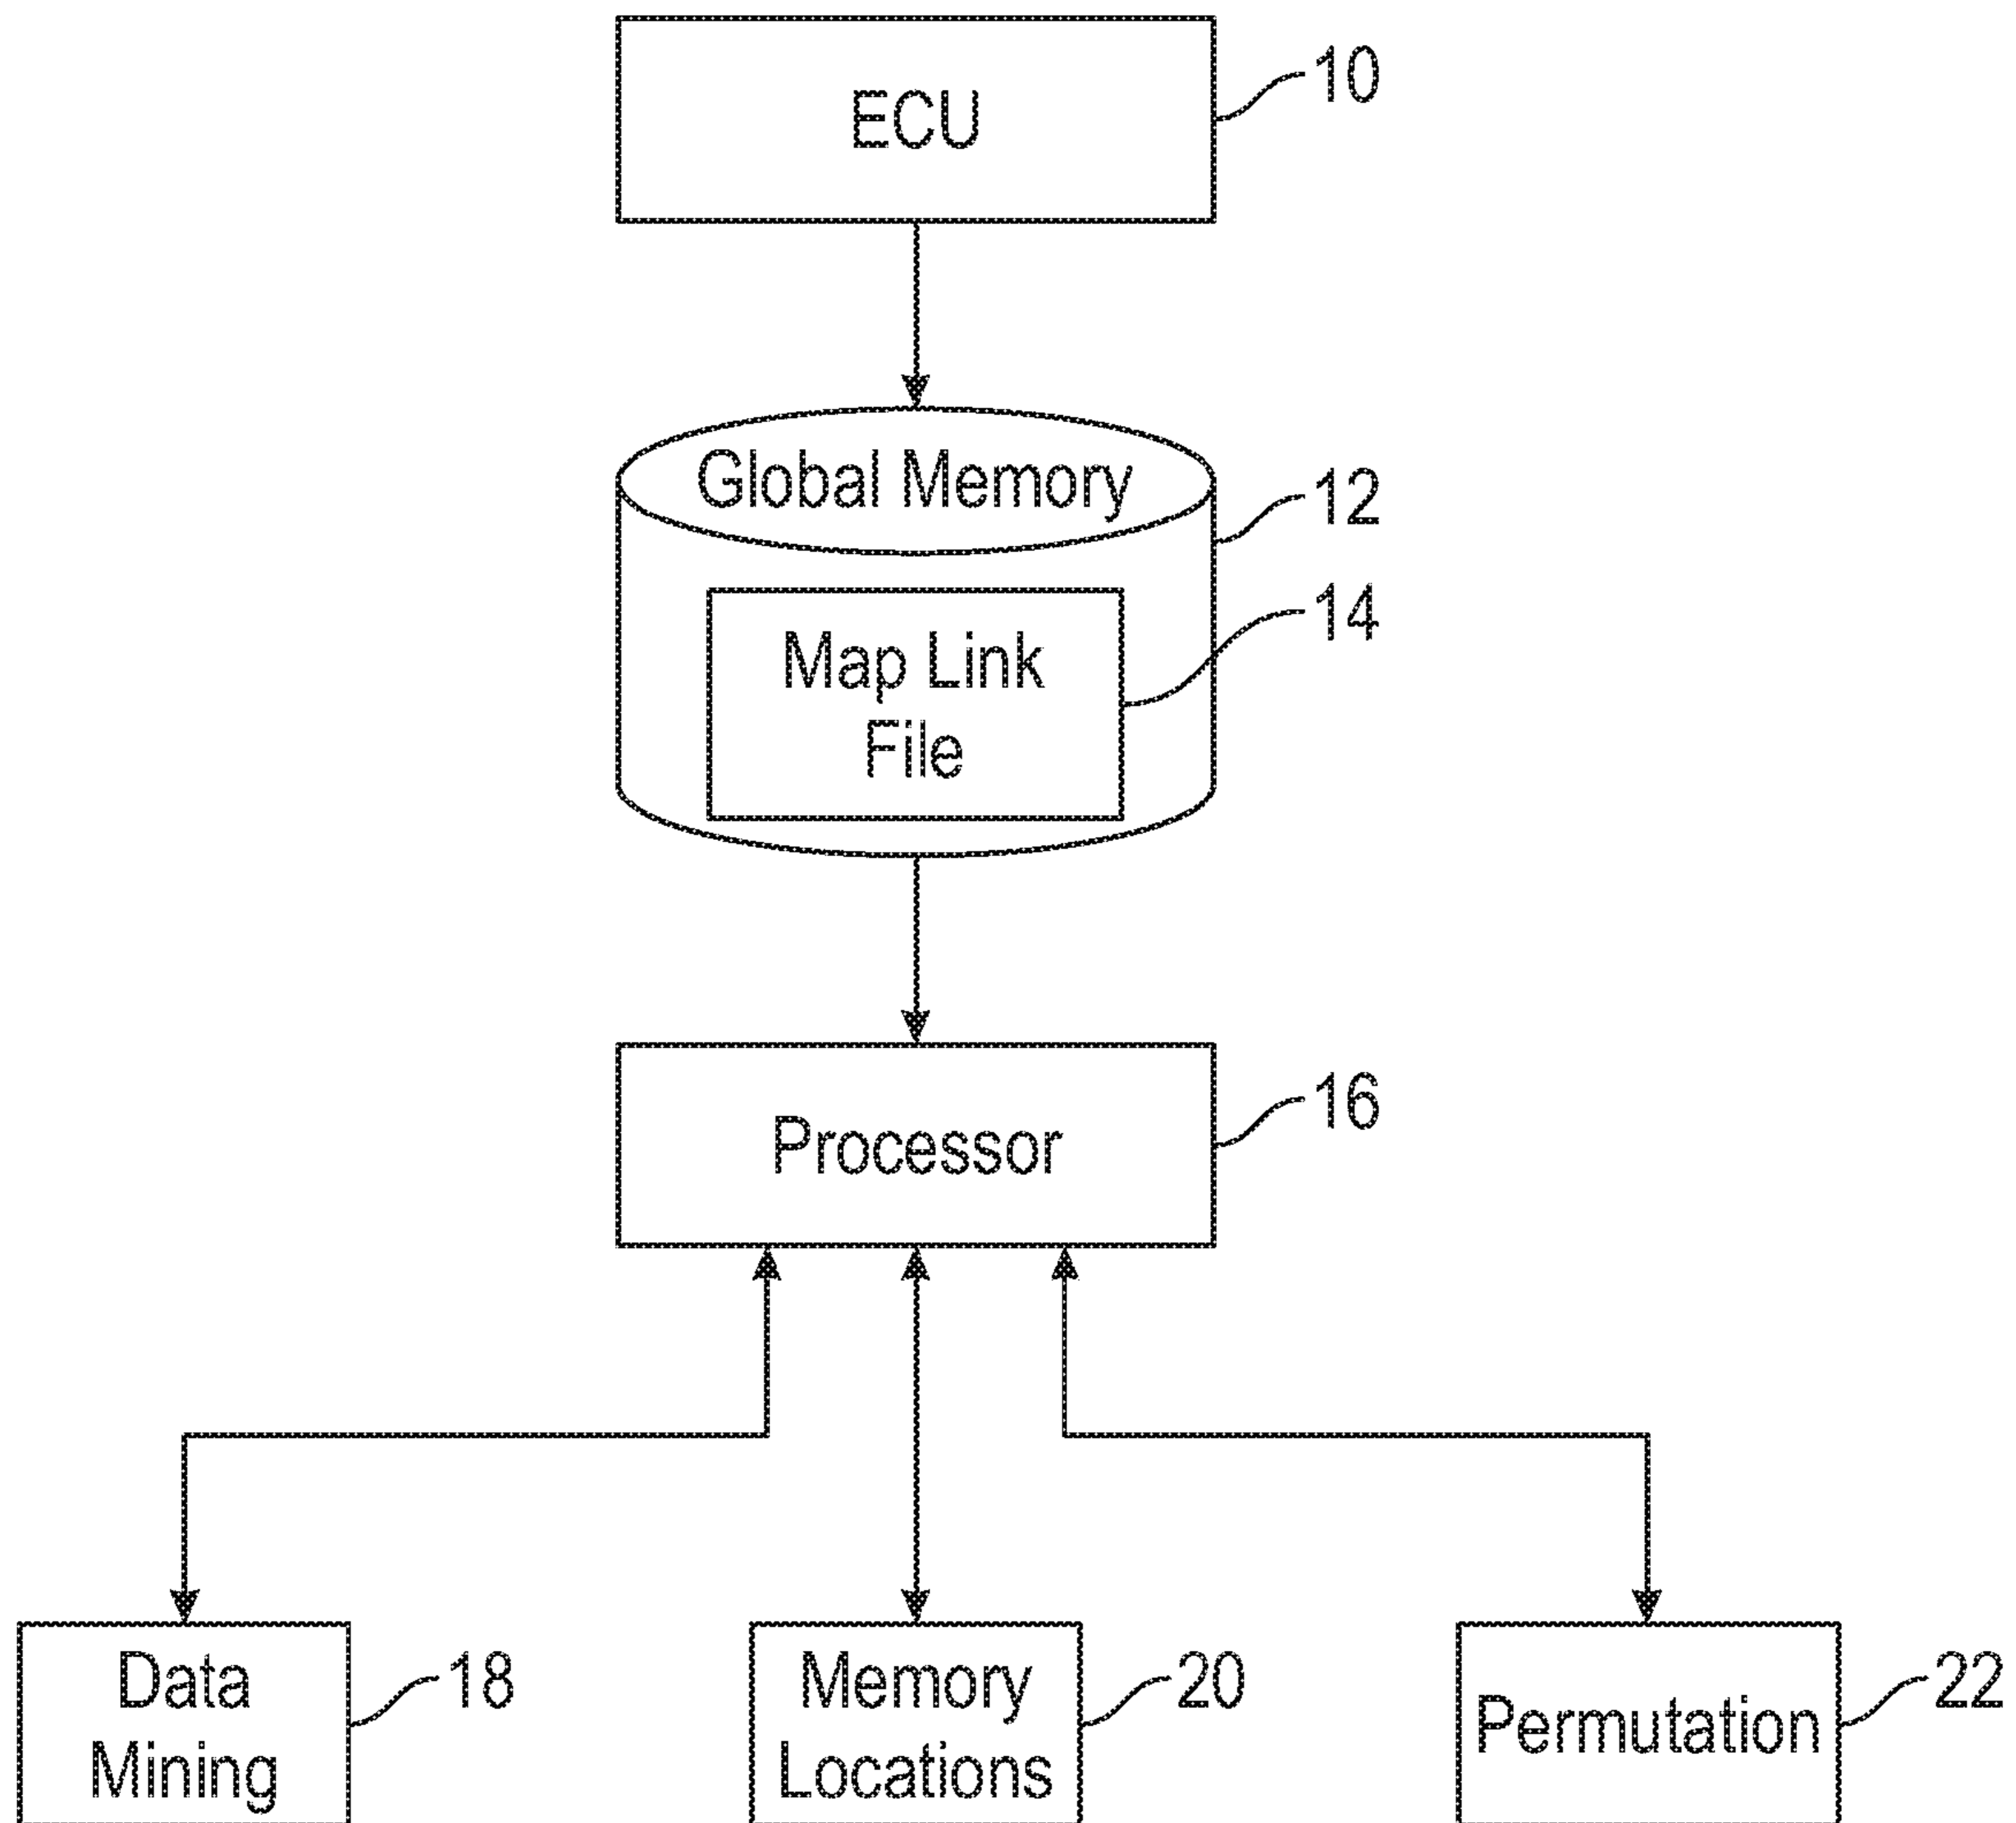 ECU
10
Global Memory
12
Map Link
File
14
Processor
16
Data
Mining
18
Memory
Locations
20
Permutation
22